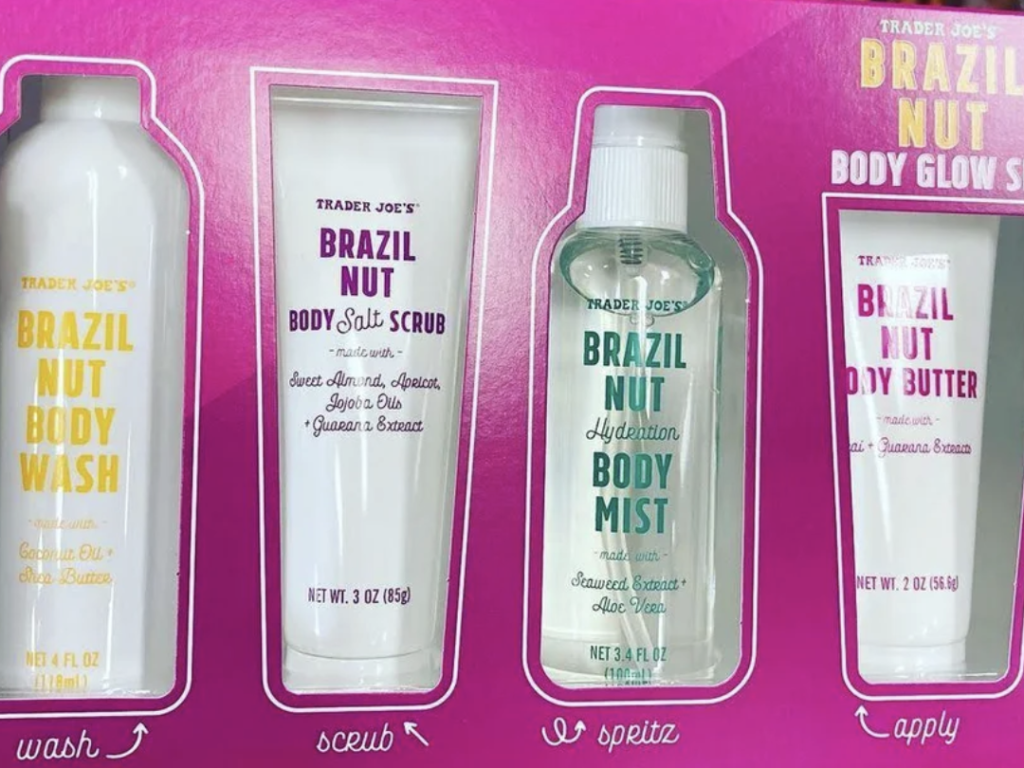 TRADER JOE'S®
BRAZIL
NUT
BODY
WASH
- made with -
Coconut Oil +
Shea Butter
NET 4 FL OZ
(118mL)
wash
TRADER JOE'S®
BRAZIL
NUT
BODY Salt SCRUB
- made with -
Sweet Almond, Apricot,
Jojoba Oils
+ Guarana Extract
NET WT. 3 OZ (85g)
scrub
TRADER JOE'S®
BRAZIL
NUT
Hydration
BODY
MIST
- made with -
Seaweed Extract +
Aloe Vera
NET 3.4 FL OZ
(100mL)
spritz
TRADER JOE'S
BRAZIL
NUT
BODY GLOW S
TRADER JOE'S®
BRAZIL
NUT
ODY BUTTER
- made with -
ai + Guarana Extracts
NET WT. 2 OZ (56.6g)
apply